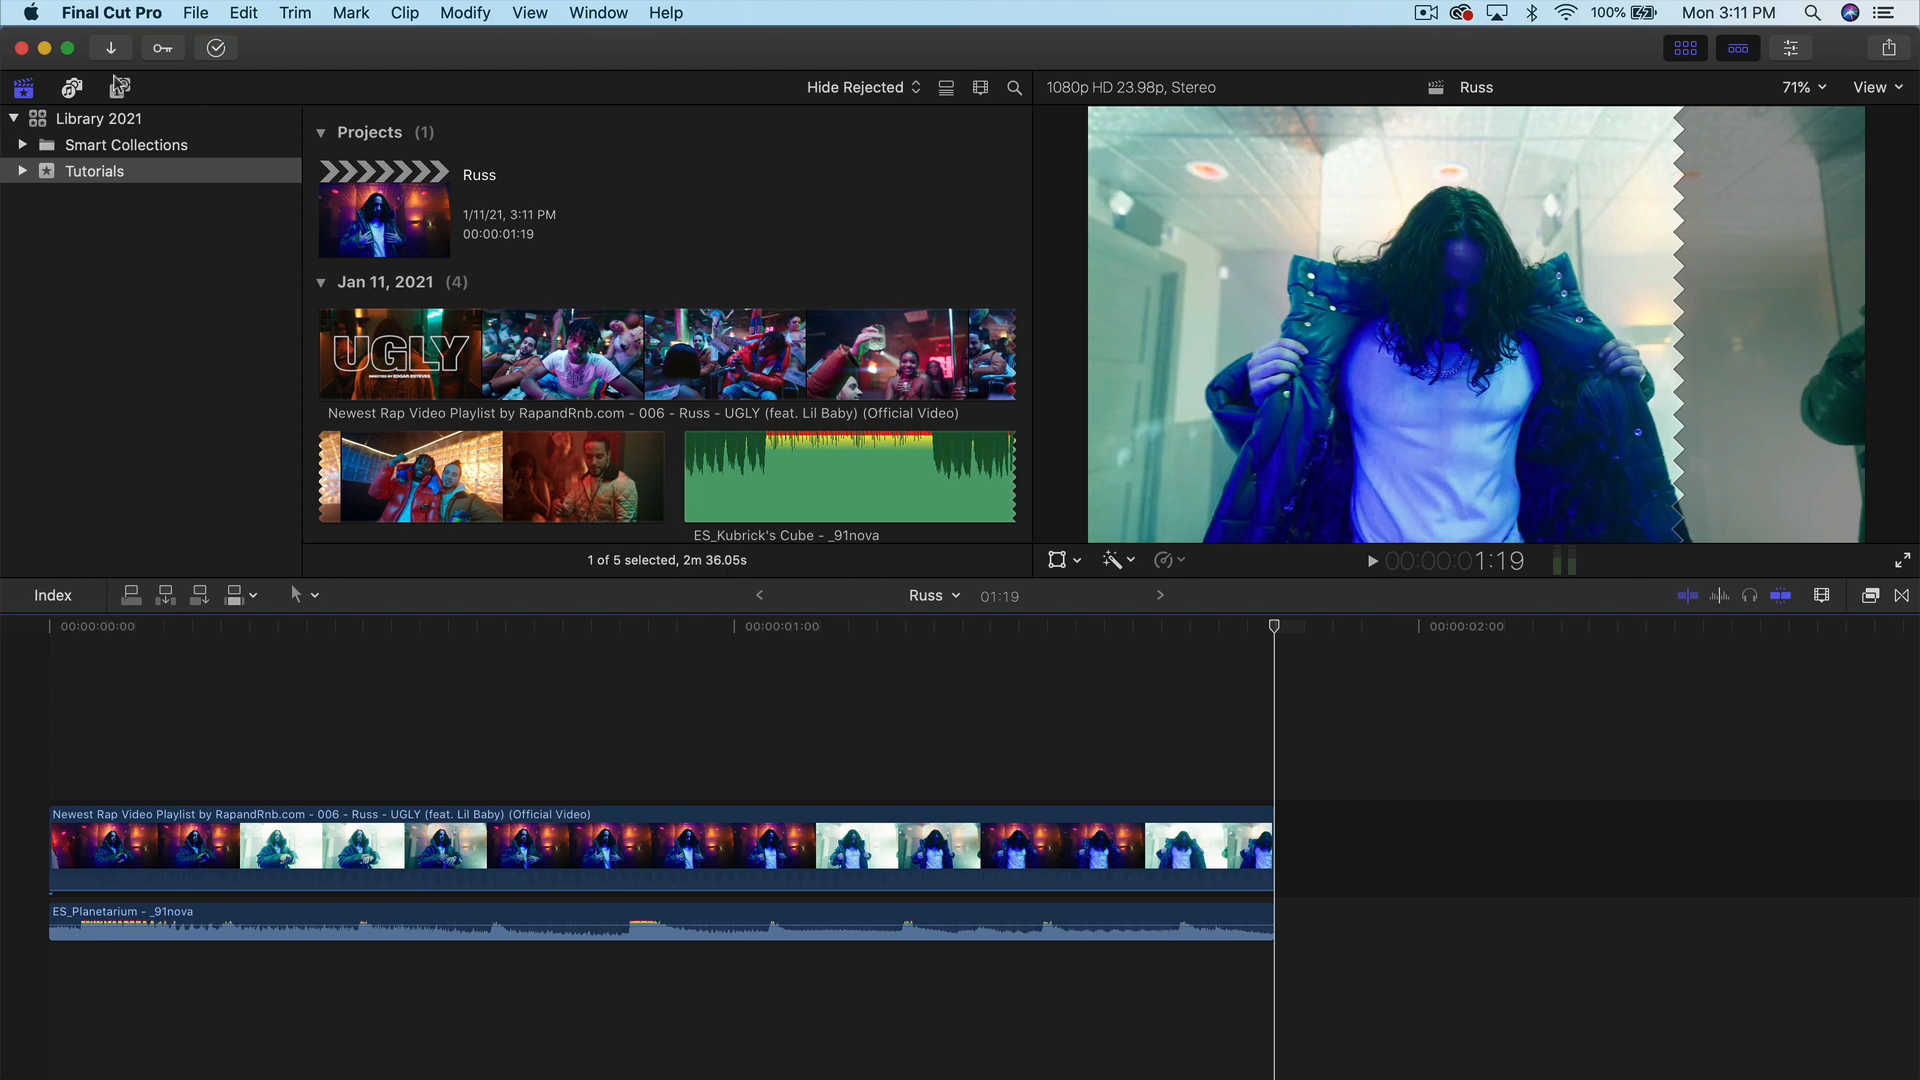 Final Cut Pro File Edit Trim Mark Clip Modify View Window Help 100% Mon 3:11 PM
Hide Rejected 1080p HD 23.98p, Stereo Russ 71% View
Library 2021
Smart Collections
Tutorials
Projects (1)
Russ
1/11/21, 3:11 PM
00:00:01:19
Jan 11, 2021 (4)
UGLY
DIRECTED BY EDGAR ESTEVES
Newest Rap Video Playlist by RapandRnb.com - 006 - Russ - UGLY (feat. Lil Baby) (Official Video)
ES_Kubrick's Cube - _91nova
1 of 5 selected, 2m 36.05s
00:00:01:19
Index Russ 01:19
00:00:00:00 00:00:01:00 00:00:02:00
Newest Rap Video Playlist by RapandRnb.com - 006 - Russ - UGLY (feat. Lil Baby) (Official Video)
ES_Planetarium - _91nova